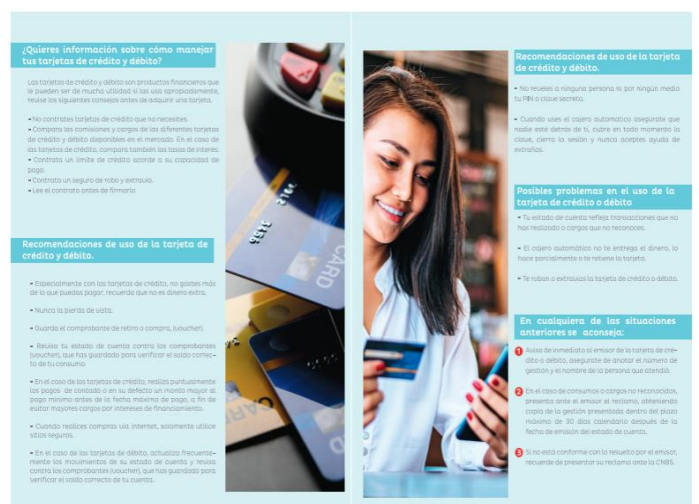 ¿Quieres información sobre cómo manejar
tus tarjetas de crédito y débito?
Las tarjetas de crédito y débito son productos financieros que
le pueden ser de mucha utilidad si las usa apropiadamente,
revise los siguientes consejos antes de adquirir una tarjeta.
- No contrates tarjetas de crédito que no necesites.
- Compara las comisiones y cargos de las diferentes tarjetas
de crédito y débito disponibles en el mercado. En el caso de
las tarjetas de crédito, compara también las tasas de interés.
- Contrata un límite de crédito acorde a su capacidad de
pago.
- Contrata un seguro de robo y extravío.
- Lee el contrato antes de firmarlo
Recomendaciones de uso de la tarjeta de
crédito y débito.
- Especialmente con las tarjetas de crédito, no gastes más
de lo que puedas pagar, recuerda que no es dinero extra.
- Nunca la pierda de vista.
- Guarda el comprobante de retiro o compra, (voucher).
- Revisa tu estado de cuenta contra los comprobantes
(voucher), que has guardado para verificar el saldo correc-
to de tu consumo.
- En el caso de las tarjetas de crédito, realiza puntualmente
los pagos de contado o en su defecto un monto mayor al
pago mínimo antes de la fecha máxima de pago, a fin de
evitar mayores cargos por intereses de financiamiento.
- Cuando realices compras vía internet, solamente utilice
sitios seguros.
- En el caso de las tarjetas de débito, actualiza frecuente-
mente los movimientos de su estado de cuenta y revisa
contra los comprobantes (voucher), que has guardado para
verificar el saldo correcto de tu cuenta.
CARD
CARD
Recomendaciones de uso de la tarjeta
de crédito y débito.
- No reveles a ninguna persona ni por ningún medio
tu PIN o clave secreta.
- Cuando uses el cajero automático asegúrate que
nadie esté detrás de ti, cubre en todo momento la
clave, cierra la sesión y nunca aceptes ayuda de
extraños.
Posibles problemas en el uso de la
tarjeta de crédito o débito
- Tu estado de cuenta refleja transacciones que no
has realizado o cargos que no reconoces.
- El cajero automático no te entrega el dinero, lo
hace parcialmente o te retiene la tarjeta.
- Te roban o extravías la tarjeta de crédito o débito.
En cualquiera de las situaciones
anteriores se aconseja:
1 Avisa de inmediato al emisor de la tarjeta de cré-
dito o débito, asegurate de anotar el número de
gestión y el nombre de la persona que atendió.
2 En el caso de consumos o cargos no reconocidos,
presenta ante el emisor el reclamo, obteniendo
copia de la gestión presentada dentro del plazo
máximo de 30 días calendario después de la
fecha de emisión del estado de cuenta.
3 Si no está conforme con lo resuelto por el emisor,
recuerde de presentar su reclamo ante la CNBS.